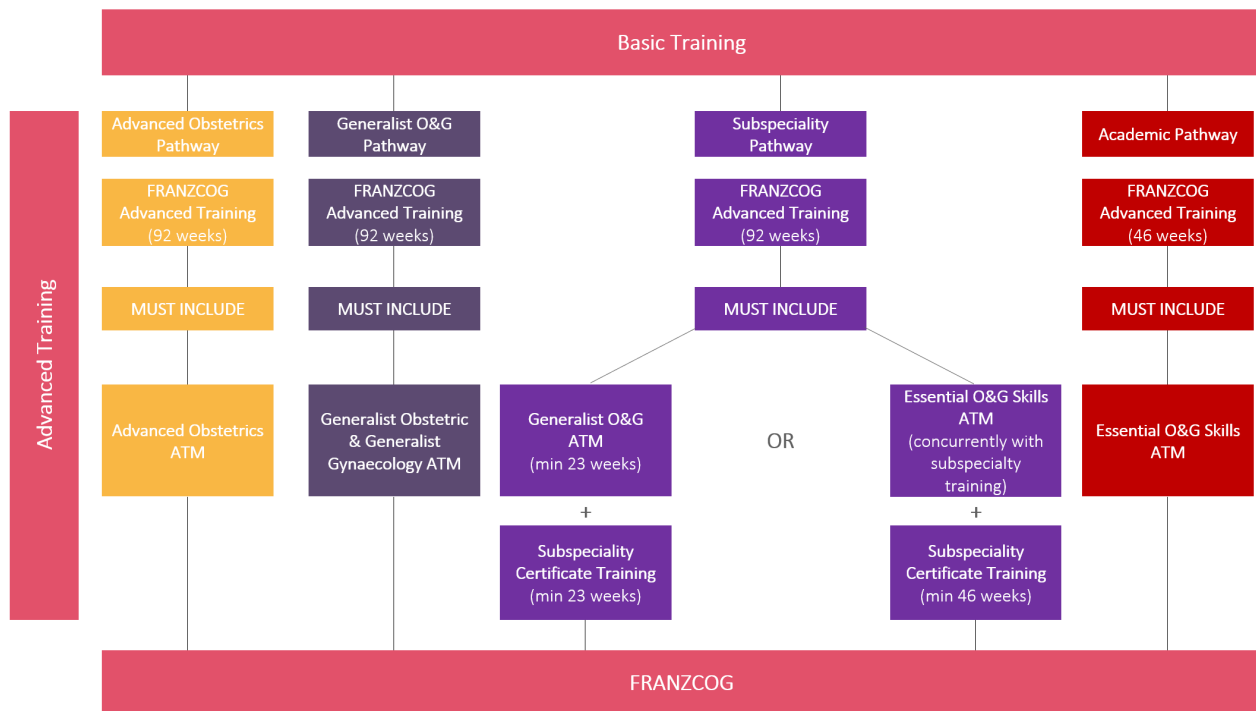 Basic Training
Advanced Training
Advanced Obstetrics
Pathway
FRANZCOG
Advanced Training
(92 weeks)
MUST INCLUDE
Advanced Obstetrics
ATM
Generalist O&G
Pathway
FRANZCOG
Advanced Training
(92 weeks)
MUST INCLUDE
Generalist Obstetric
& Generalist
Gynaecology ATM
Subspeciality
Pathway
FRANZCOG
Advanced Training
(92 weeks)
MUST INCLUDE
Generalist O&G
ATM
(min 23 weeks)
+
Subspeciality
Certificate Training
(min 23 weeks)
OR
Essential O&G Skills
ATM
(concurrently with
subspecialty
training)
+
Subspeciality
Certificate Training
(min 46 weeks)
Academic Pathway
FRANZCOG
Advanced Training
(46 weeks)
MUST INCLUDE
Essential O&G Skills
ATM
FRANZCOG